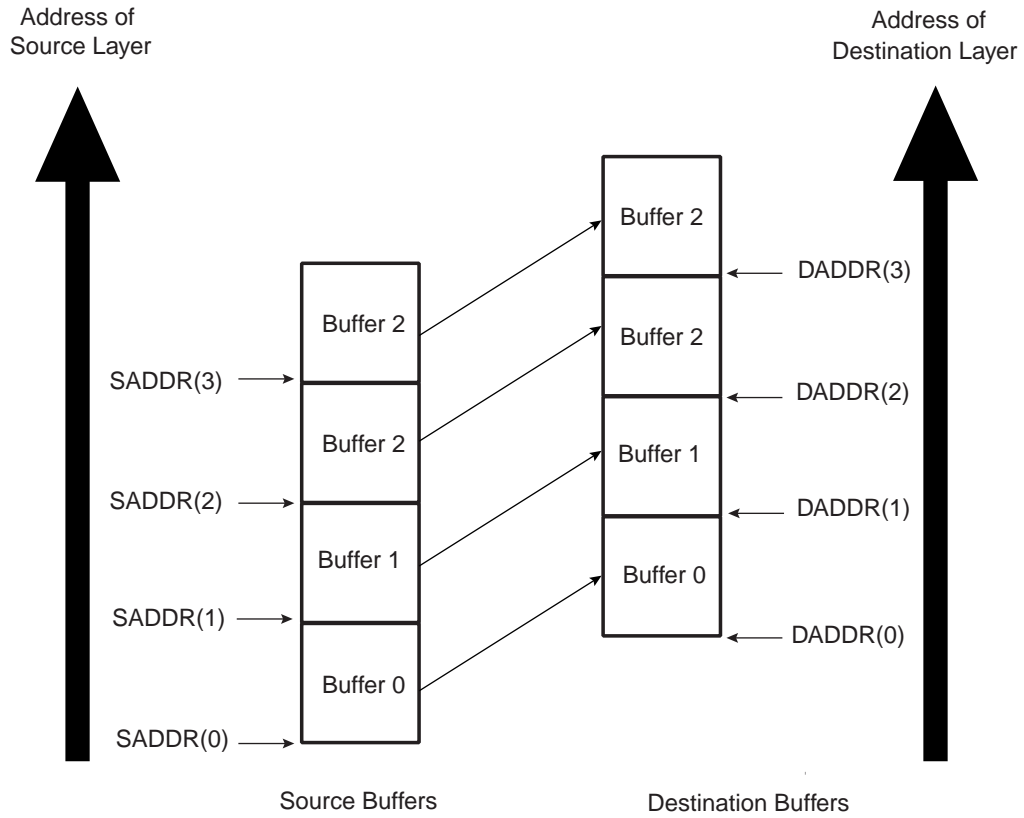 Address of
Source Layer
Address of
Destination Layer
Buffer 2
DADDR(3)
Buffer 2
Buffer 2
SADDR(3)
DADDR(2)
Buffer 2
Buffer 1
SADDR(2)
DADDR(1)
Buffer 1
Buffer 0
SADDR(1)
DADDR(0)
Buffer 0
SADDR(0)
Source Buffers
Destination Buffers